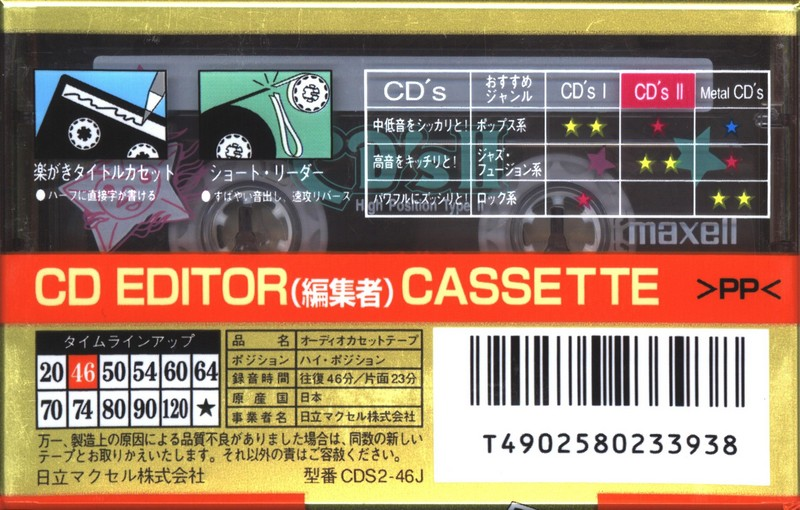 楽がきタイトルカセット
●ハーフに直接字が書ける
ショート・リーダー
●すばやい音出し、速攻リバース
CD's おすすめジャンル CD's I CD's II Metal CD's
中低音をシッカリと! ポップス系 ★★ ★ ★
高音をキッチリと! ジャズ・フュージョン系 ★ ★★ ★
パワフルにズッシリと! ロック系 ★ ★★
High Position Type II
maxell
CD EDITOR(編集者)CASSETTE >PP<
タイムラインアップ
20 46 50 54 60 64
70 74 80 90 120 ★
品名 オーディオカセットテープ
ポジション ハイ・ポジション
録音時間 往復46分/片面23分
原産国 日本
事業者名 日立マクセル株式会社
万一、製造上の原因による品質不良がありました場合は、同数の新しい
テープとお取りかえいたします。それ以外の責はご容赦ください。
日立マクセル株式会社 型番 CDS2-46J
T4902580233938